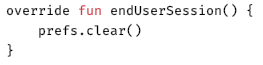 override fun endUserSession() {
    prefs.clear()
}